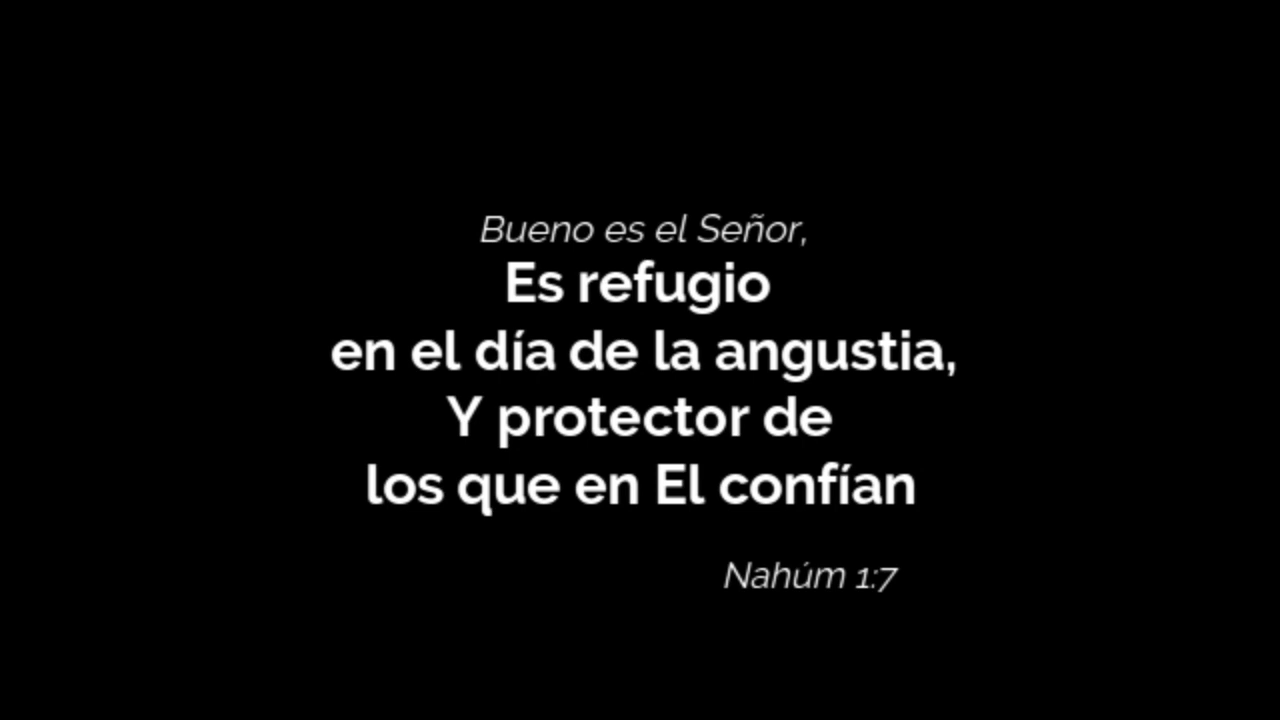 Bueno es el Señor,
Es refugio
en el día de la angustia,
Y protector de
los que en El confían
Nahúm 1:7